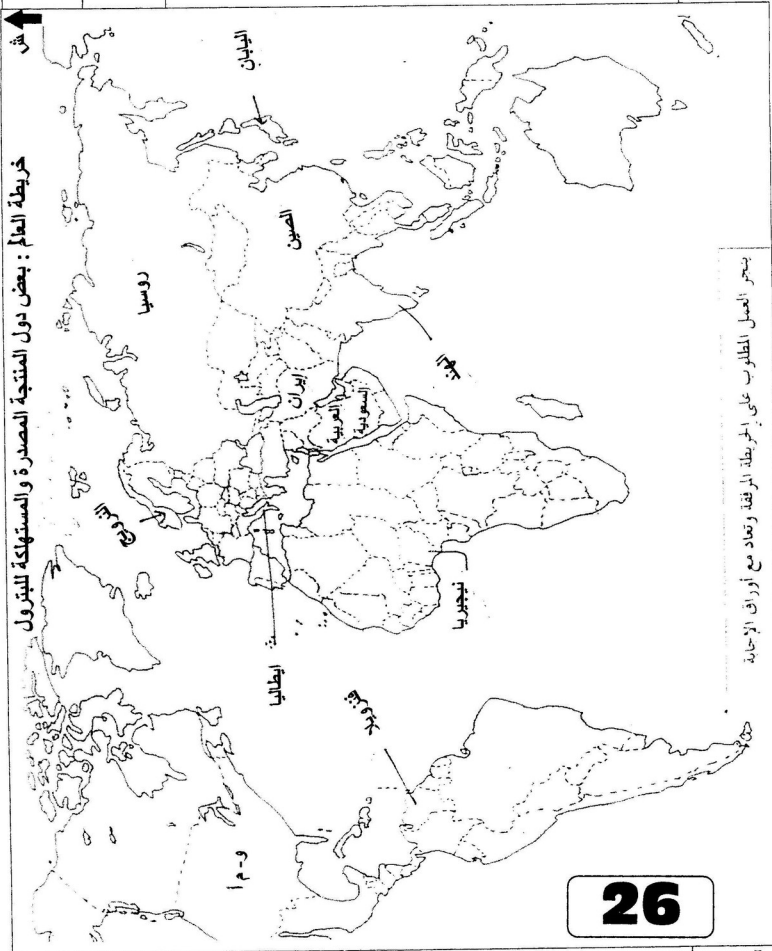 خريطة العالم : بعض دول المنتجة المصدرة والمستهلكة للبترول
ش
اليابان
روسيا
الصين
إيران
العربية
السعودية
الهند
النرويج
إيطاليا
نيجيريا
فنزويلا
و - م أ
ينجز العمل المطلوب على الخريطة المرفقة وتعاد مع أوراق الإجابة
26